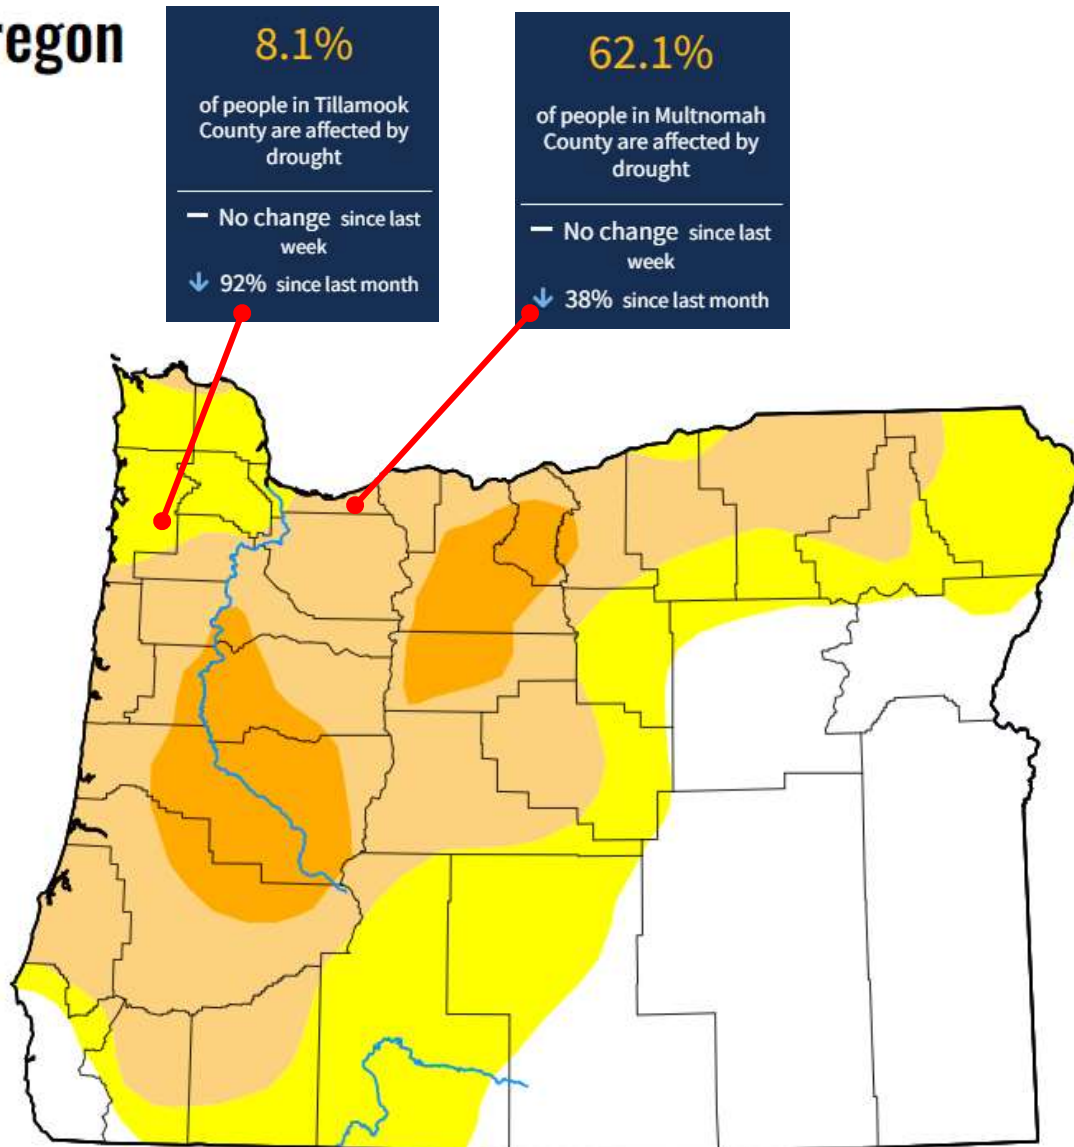 regon
8.1%
of people in Tillamook
County are affected by
drought
— No change since last
week
↓ 92% since last month
62.1%
of people in Multnomah
County are affected by
drought
— No change since last
week
↓ 38% since last month